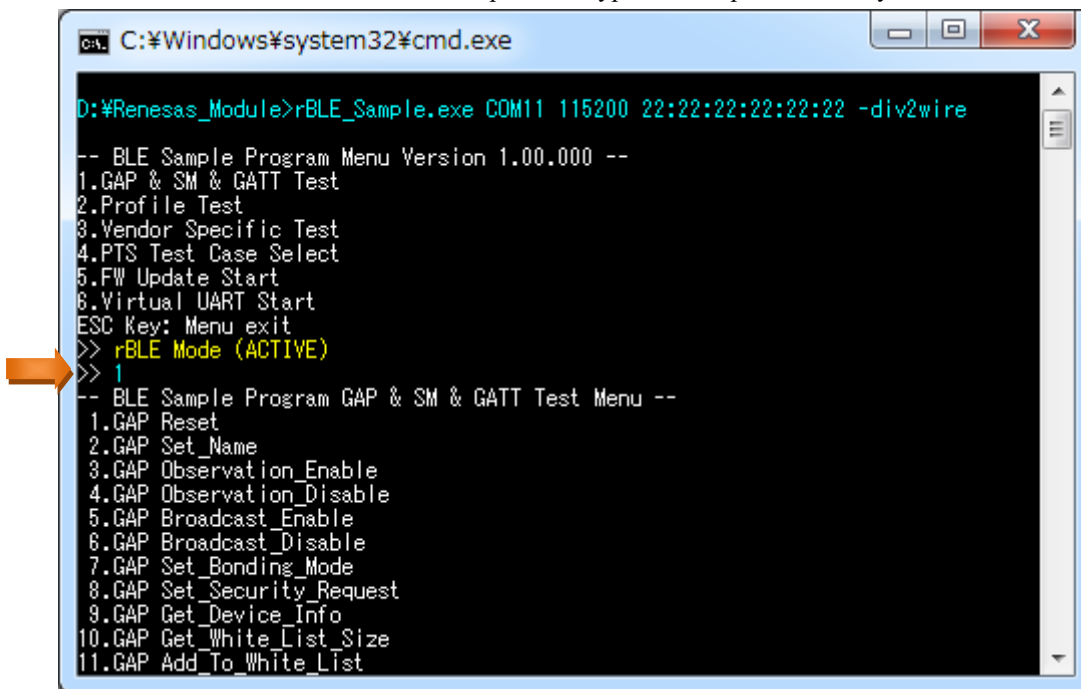 C:¥Windows¥system32¥cmd.exe
D:¥Renesas_Module>rBLE_Sample.exe COM11 115200 22:22:22:22:22:22 -div2wire
-- BLE Sample Program Menu Version 1.00.000 --
1.GAP & SM & GATT Test
2.Profile Test
3.Vendor Specific Test
4.PTS Test Case Select
5.FW Update Start
6.Virtual UART Start
ESC Key: Menu exit
>> rBLE Mode (ACTIVE)
>> 1
-- BLE Sample Program GAP & SM & GATT Test Menu --
1.GAP Reset
2.GAP Set_Name
3.GAP Observation_Enable
4.GAP Observation_Disable
5.GAP Broadcast_Enable
6.GAP Broadcast_Disable
7.GAP Set_Bonding_Mode
8.GAP Set_Security_Request
9.GAP Get_Device_Info
10.GAP Get_White_List_Size
11.GAP Add_To_White_List